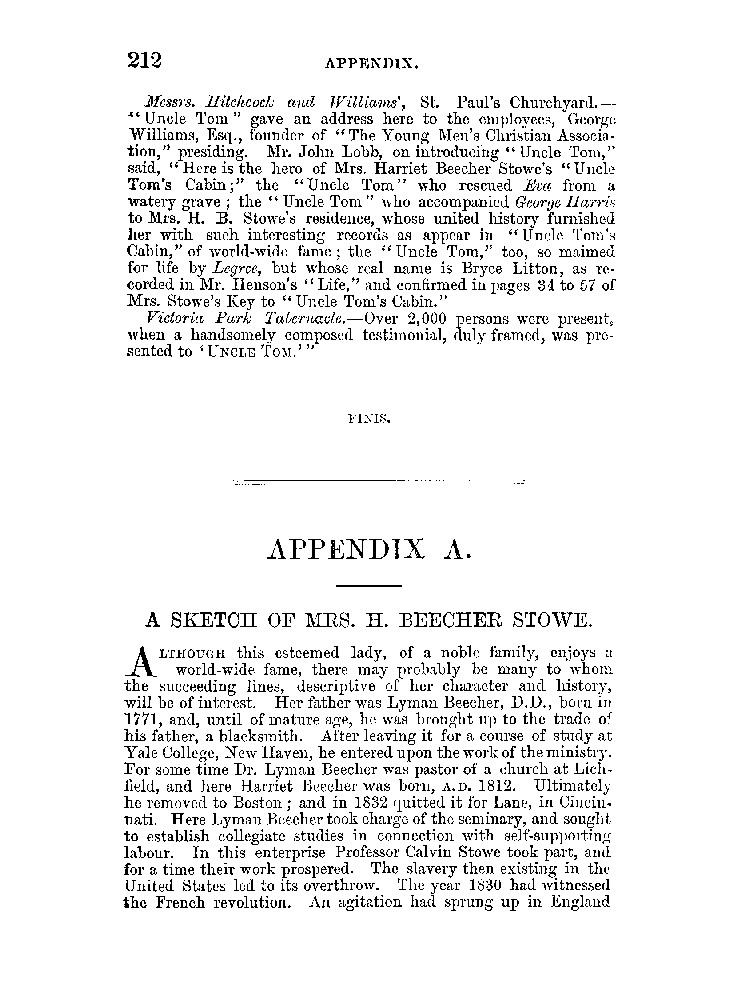 212 APPENDIX.
Messrs. Hitchcock and Williams', St. Paul's Churchyard.—
“Uncle Tom” gave an address here to the employees, George
Williams, Esq., founder of “The Young Men's Christian Associa-
tion,” presiding. Mr. John Lobb, on introducing “Uncle Tom,”
said, “Here is the hero of Mrs. Harriet Beecher Stowe's “Uncle
Tom's Cabin;” the “Uncle Tom” who rescued Eva from a
watery grave; the “Uncle Tom” who accompanied George Harris
to Mrs. H. B. Stowe's residence, whose united history furnished
her with such interesting records as appear in “Uncle Tom's
Cabin,” of world-wide fame; the “Uncle Tom,” too, so maimed
for life by Legree, but whose real name is Bryce Litton, as re-
corded in Mr. Henson's “Life,” and confirmed in pages 34 to 57 of
Mrs. Stowe's Key to “Uncle Tom's Cabin.”
Victoria Park Tabernacle.—Over 2,000 persons were present,
when a handsomely composed testimonial, duly framed, was pre-
sented to ‘UNCLE TOM.’”
FINIS.
APPENDIX A.
A SKETCH OF MRS. H. BEECHER STOWE.
ALTHOUGH this esteemed lady, of a noble family, enjoys a
world-wide fame, there may probably be many to whom
the succeeding lines, descriptive of her character and history,
will be of interest. Her father was Lyman Beecher, D.D., born in
1771, and, until of mature age, he was brought up to the trade of
his father, a blacksmith. After leaving it for a course of study at
Yale College, New Haven, he entered upon the work of the ministry.
For some time Dr. Lyman Beecher was pastor of a church at Lich-
field, and here Harriet Beecher was born, A.D. 1812. Ultimately
he removed to Boston; and in 1832 quitted it for Lane, in Cincin-
nati. Here Lyman Beecher took charge of the seminary, and sought
to establish collegiate studies in connection with self-supporting
labour. In this enterprise Professor Calvin Stowe took part, and
for a time their work prospered. The slavery then existing in the
United States led to its overthrow. The year 1830 had witnessed
the French revolution. An agitation had sprung up in England